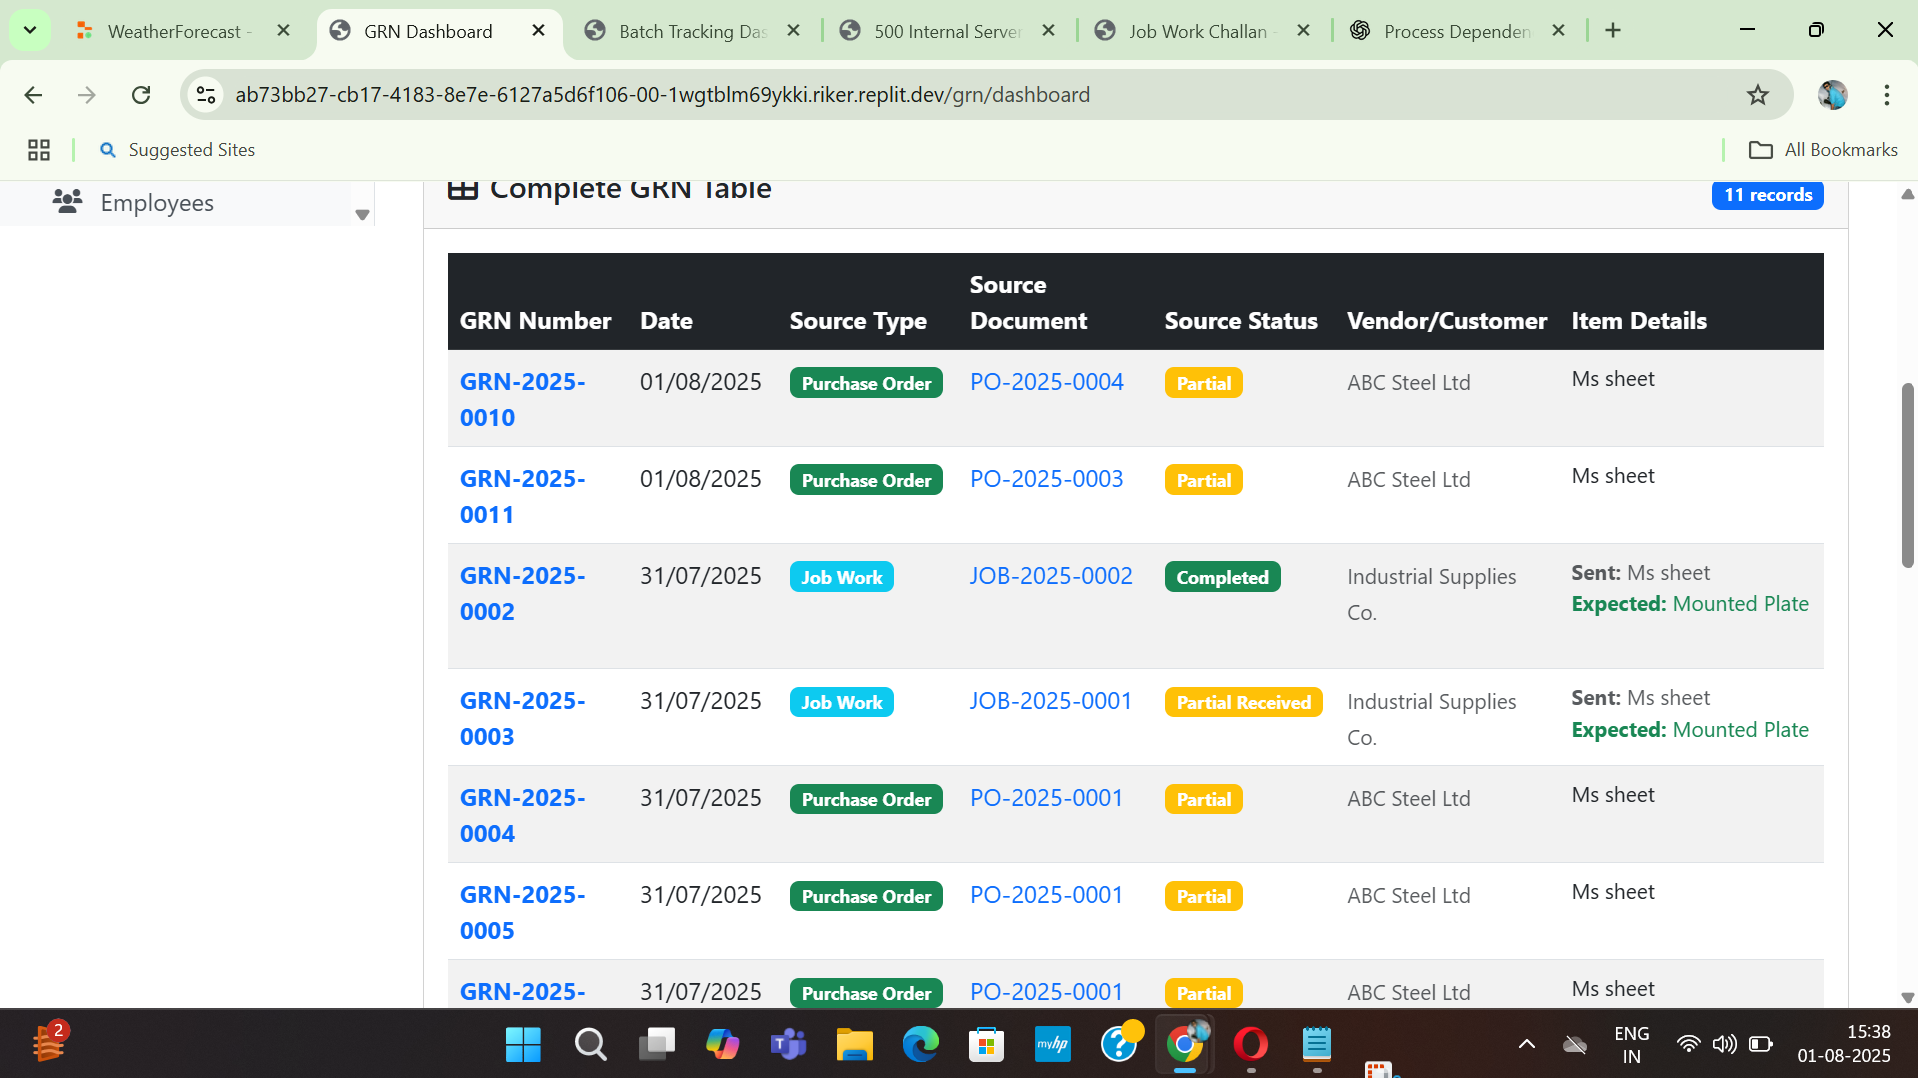 WeatherForecast -
GRN Dashboard
Batch Tracking Das
500 Internal Server
Job Work Challan -
Process Dependen
ab73bb27-cb17-4183-8e7e-6127a5d6f106-00-1wgtblm69ykki.riker.replit.dev/grn/dashboard
Suggested Sites
All Bookmarks
Employees
Complete GRN Table
11 records
GRN Number Date Source Type Source Document Source Status Vendor/Customer Item Details
GRN-2025-0010 01/08/2025 Purchase Order PO-2025-0004 Partial ABC Steel Ltd Ms sheet
GRN-2025-0011 01/08/2025 Purchase Order PO-2025-0003 Partial ABC Steel Ltd Ms sheet
GRN-2025-0002 31/07/2025 Job Work JOB-2025-0002 Completed Industrial Supplies Co. Sent: Ms sheet
Expected: Mounted Plate
GRN-2025-0003 31/07/2025 Job Work JOB-2025-0001 Partial Received Industrial Supplies Co. Sent: Ms sheet
Expected: Mounted Plate
GRN-2025-0004 31/07/2025 Purchase Order PO-2025-0001 Partial ABC Steel Ltd Ms sheet
GRN-2025-0005 31/07/2025 Purchase Order PO-2025-0001 Partial ABC Steel Ltd Ms sheet
GRN-2025- 31/07/2025 Purchase Order PO-2025-0001 Partial ABC Steel Ltd Ms sheet
2
myhp
ENG
IN
15:38
01-08-2025